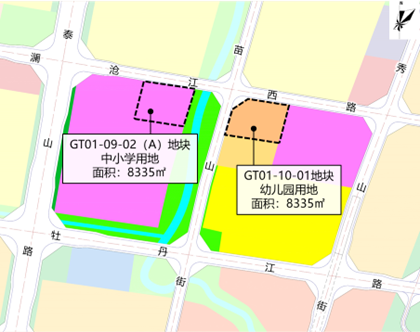 泰山路
澜沧江西路
苗山街
秀山街
GT01-09-02（A）地块
中小学用地
面积：8335㎡
GT01-10-01地块
幼儿园用地
面积：8335㎡
牡丹江路